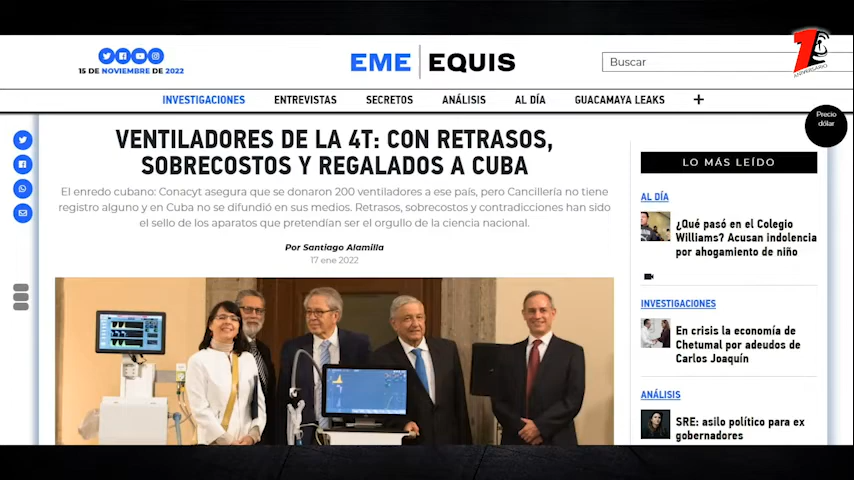 15 DE NOVIEMBRE DE 2022
EME EQUIS
Buscar
1
ANIVERSARIO
INVESTIGACIONES
ENTREVISTAS
SECRETOS
ANÁLISIS
AL DÍA
GUACAMAYA LEAKS
+
Precio
dólar
VENTILADORES DE LA 4T: CON RETRASOS,
SOBRECOSTOS Y REGALADOS A CUBA
El enredo cubano: Conacyt asegura que se donaron 200 ventiladores a ese país, pero Cancillería no tiene
registro alguno y en Cuba no se difundió en sus medios. Retrasos, sobrecostos y contradicciones han sido
el sello de los aparatos que pretendían ser el orgullo de la ciencia nacional.
Por Santiago Alamilla
17 ene 2022
LO MÁS LEÍDO
AL DÍA
¿Qué pasó en el Colegio
Williams? Acusan indolencia
por ahogamiento de niño
INVESTIGACIONES
En crisis la economía de
Chetumal por adeudos de
Carlos Joaquín
ANÁLISIS
SRE: asilo político para ex
gobernadores